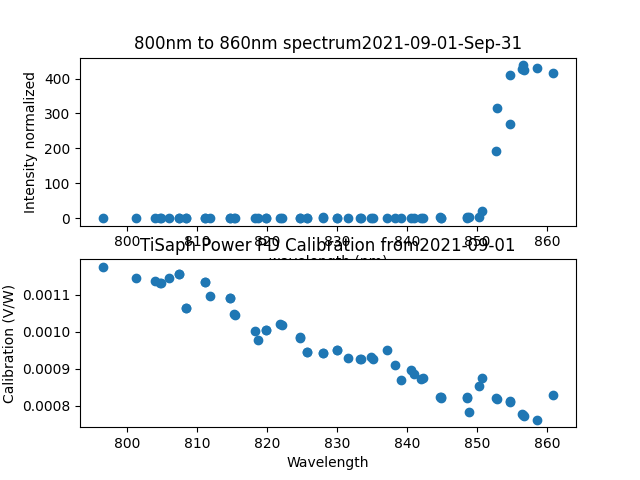 800nm to 860nm spectrum2021-09-01-Sep-31
Intensity normalized
400
300
200
100
0
800 810 820 830 840 850 860
wavelength (nm)
TiSaph Power PD Calibration from2021-09-01
Calibration (V/W)
0.0011
0.0010
0.0009
0.0008
800 810 820 830 840 850 860
Wavelength